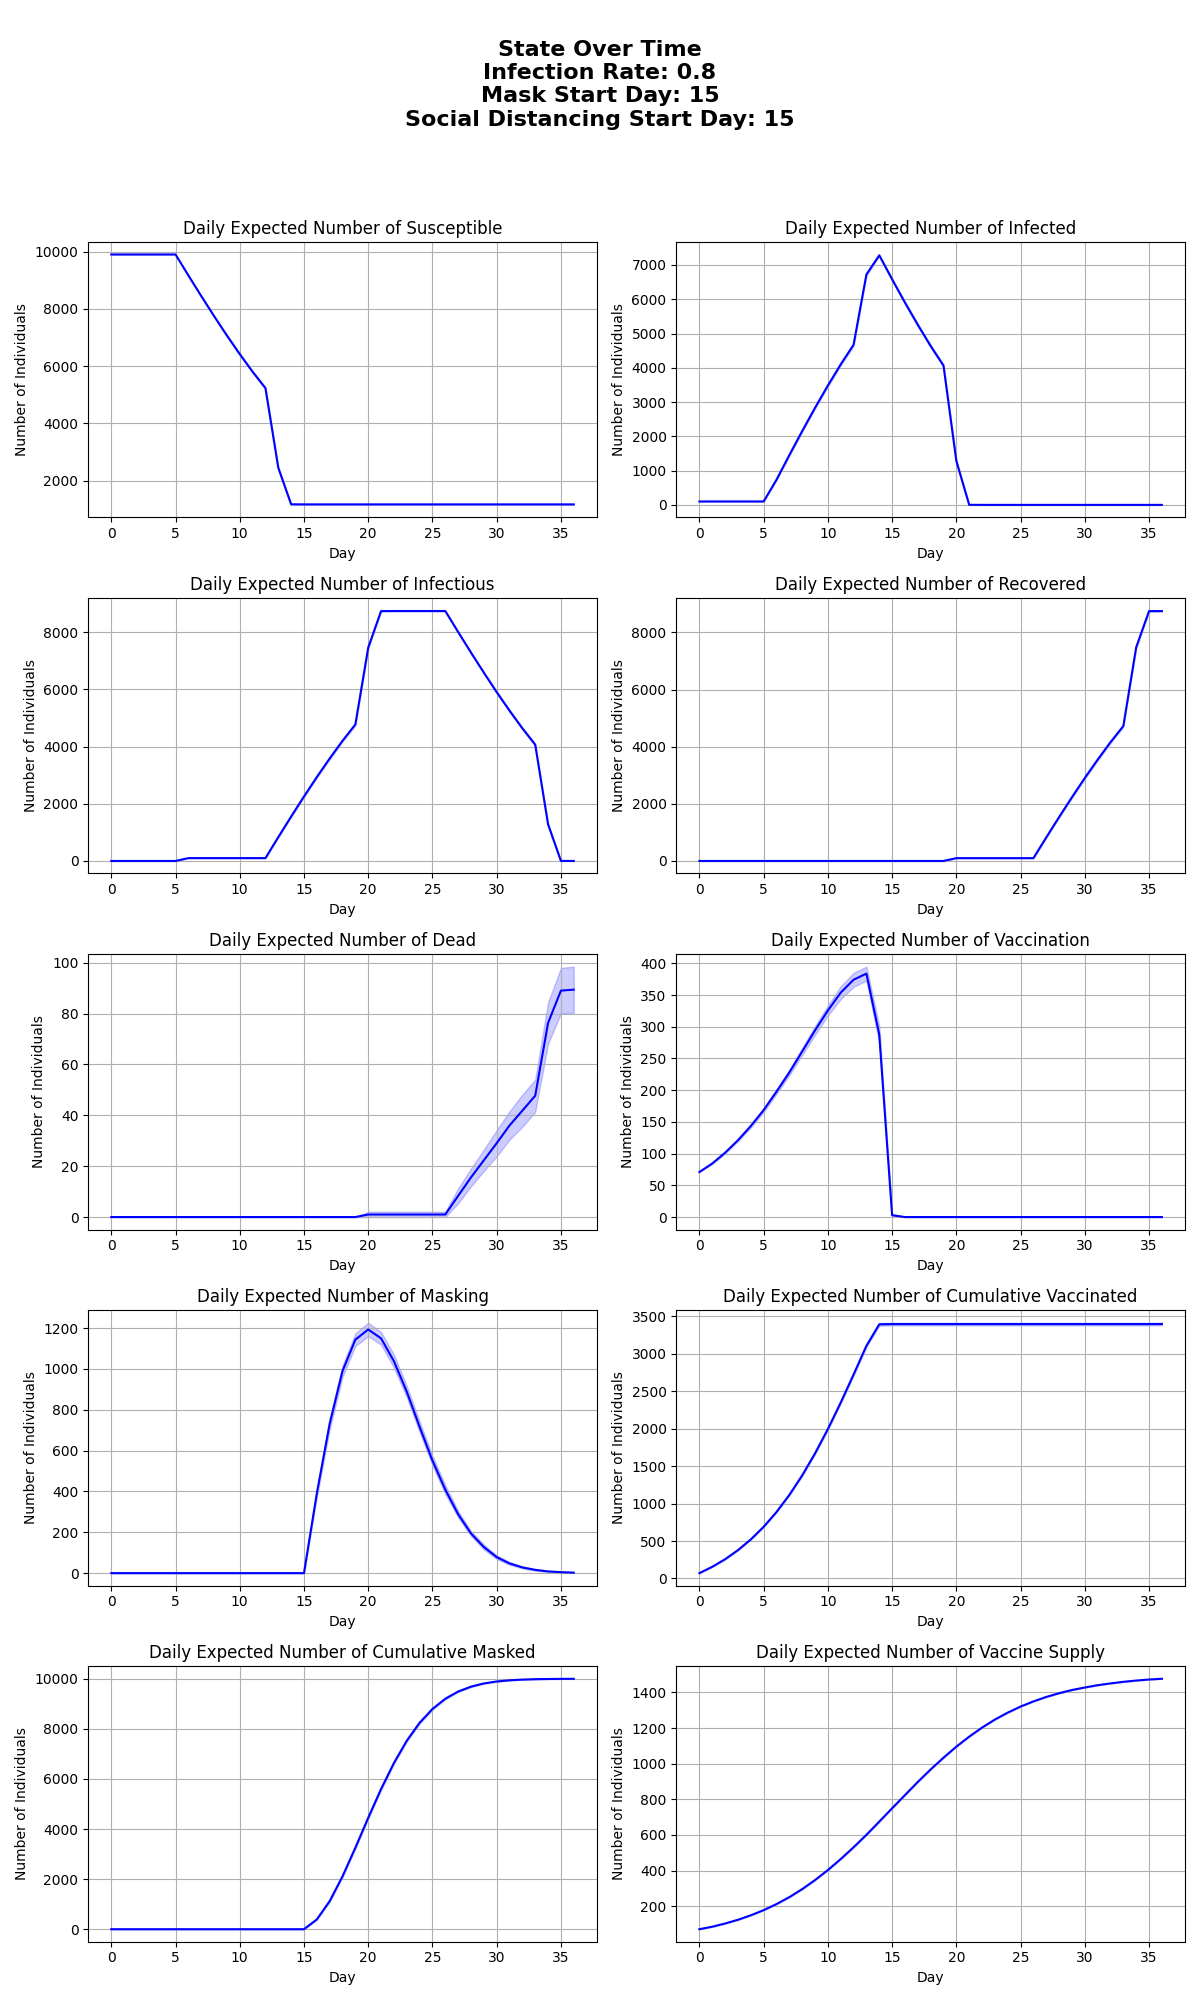 State Over Time
Infection Rate: 0.8
Mask Start Day: 15
Social Distancing Start Day: 15
Daily Expected Number of Susceptible
Number of Individuals
10000
8000
6000
4000
2000
0 5 10 15 20 25 30 35
Day
Daily Expected Number of Infected
Number of Individuals
7000
6000
5000
4000
3000
2000
1000
0
0 5 10 15 20 25 30 35
Day
Daily Expected Number of Infectious
Number of Individuals
8000
6000
4000
2000
0
0 5 10 15 20 25 30 35
Day
Daily Expected Number of Recovered
Number of Individuals
8000
6000
4000
2000
0
0 5 10 15 20 25 30 35
Day
Daily Expected Number of Dead
Number of Individuals
100
80
60
40
20
0
0 5 10 15 20 25 30 35
Day
Daily Expected Number of Vaccination
Number of Individuals
400
350
300
250
200
150
100
50
0
0 5 10 15 20 25 30 35
Day
Daily Expected Number of Masking
Number of Individuals
1200
1000
800
600
400
200
0
0 5 10 15 20 25 30 35
Day
Daily Expected Number of Cumulative Vaccinated
Number of Individuals
3500
3000
2500
2000
1500
1000
500
0
0 5 10 15 20 25 30 35
Day
Daily Expected Number of Cumulative Masked
Number of Individuals
10000
8000
6000
4000
2000
0
0 5 10 15 20 25 30 35
Day
Daily Expected Number of Vaccine Supply
Number of Individuals
1400
1200
1000
800
600
400
200
0 5 10 15 20 25 30 35
Day